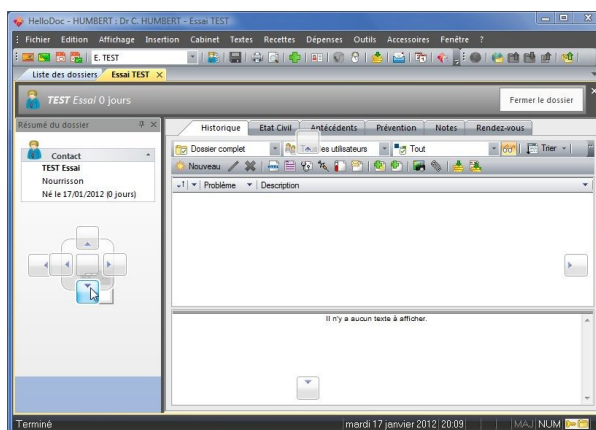 HelloDoc - HUMBERT : Dr C. HUMBERT - Essai TEST
Fichier Edition Affichage Insertion Cabinet Textes Recettes Dépenses Outils Accessoires Fenêtre ?
E. TEST
Liste des dossiers Essai TEST
TEST Essai 0 jours
Fermer le dossier
Résumé du dossier
Historique Etat Civil Antécédents Prévention Notes Rendez-vous
Contact
Dossier complet es utilisateurs Tout Trier
TEST Essai
Nouveau
Nourrisson
Né le 17/01/2012 (0 jours)
Problème Description
Il n'y a aucun texte à afficher.
Terminé
mardi 17 janvier 2012 20:09 MAJ NUM